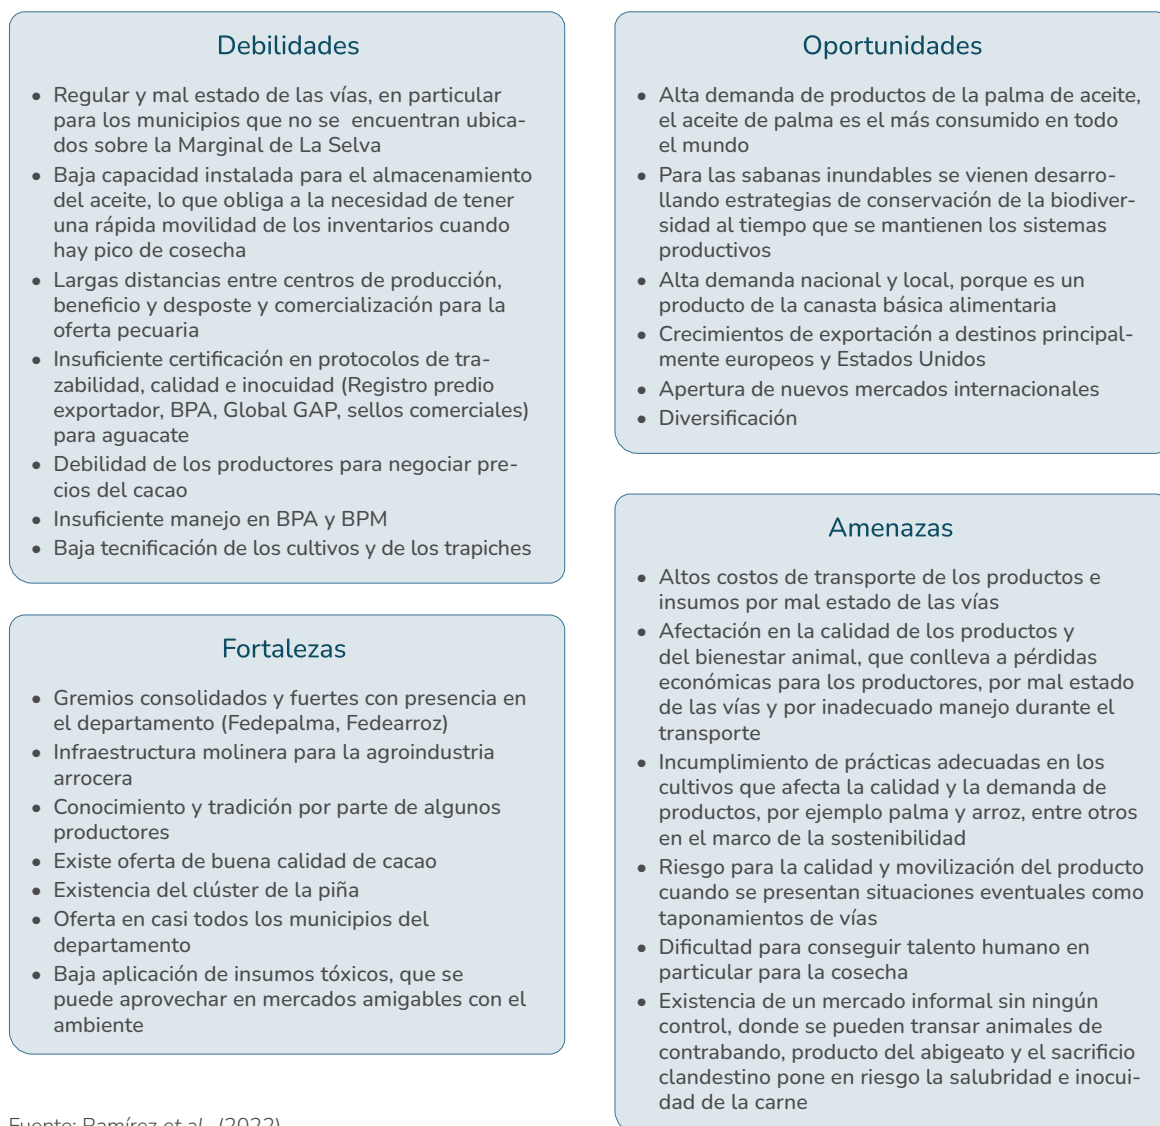 Debilidades
• Regular y mal estado de las vías, en particular
para los municipios que no se encuentran ubica-
dos sobre la Marginal de La Selva
• Baja capacidad instalada para el almacenamiento
del aceite, lo que obliga a la necesidad de tener
una rápida movilidad de los inventarios cuando
hay pico de cosecha
• Largas distancias entre centros de producción,
beneficio y desposte y comercialización para la
oferta pecuaria
• Insuficiente certificación en protocolos de tra-
zabilidad, calidad e inocuidad (Registro predio
exportador, BPA, Global GAP, sellos comerciales)
para aguacate
• Debilidad de los productores para negociar pre-
cios del cacao
• Insuficiente manejo en BPA y BPM
• Baja tecnificación de los cultivos y de los trapiches
Fortalezas
• Gremios consolidados y fuertes con presencia en
el departamento (Fedepalma, Fedearroz)
• Infraestructura molinera para la agroindustria
arrocera
• Conocimiento y tradición por parte de algunos
productores
• Existe oferta de buena calidad de cacao
• Existencia del clúster de la piña
• Oferta en casi todos los municipios del
departamento
• Baja aplicación de insumos tóxicos, que se
puede aprovechar en mercados amigables con el
ambiente
Oportunidades
• Alta demanda de productos de la palma de aceite,
el aceite de palma es el más consumido en todo
el mundo
• Para las sabanas inundables se vienen desarro-
llando estrategias de conservación de la biodiver-
sidad al tiempo que se mantienen los sistemas
productivos
• Alta demanda nacional y local, porque es un
producto de la canasta básica alimentaria
• Crecimientos de exportación a destinos principal-
mente europeos y Estados Unidos
• Apertura de nuevos mercados internacionales
• Diversificación
Amenazas
• Altos costos de transporte de los productos e
insumos por mal estado de las vías
• Afectación en la calidad de los productos y
del bienestar animal, que conlleva a pérdidas
económicas para los productores, por mal estado
de las vías y por inadecuado manejo durante el
transporte
• Incumplimiento de prácticas adecuadas en los
cultivos que afecta la calidad y la demanda de
productos, por ejemplo palma y arroz, entre otros
en el marco de la sostenibilidad
• Riesgo para la calidad y movilización del producto
cuando se presentan situaciones eventuales como
taponamientos de vías
• Dificultad para conseguir talento humano en
particular para la cosecha
• Existencia de un mercado informal sin ningún
control, donde se pueden transar animales de
contrabando, producto del abigeato y el sacrificio
clandestino pone en riesgo la salubridad e inocui-
dad de la carne
Fuente: Ramírez et al. (2022)